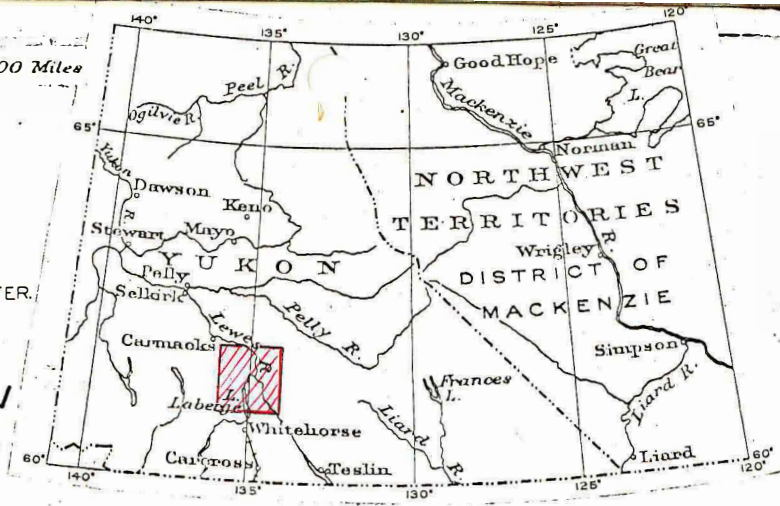 140°
135°
130°
125°
120°
00 Miles
Good Hope
Great
Bear
L.
Peel R.
Mackenzie
Ogilvie R.
65°
65°
Norman
Yukon
R.
Dawson
NORTHWEST
Keno
TERRITORIES
Stewart
Mayo
R.
Wrigley
YUKON
DISTRICT OF
Pelly
MACKENZIE
ER.
Selkirk
Pelly R.
Lewes
R.
Carmacks
Simpson
L.
Laberge
Frances
L.
Liard R.
Whitehorse
Liard
R.
Carcross
Teslin
Liard
60°
60°
140°
135°
130°
125°
120°